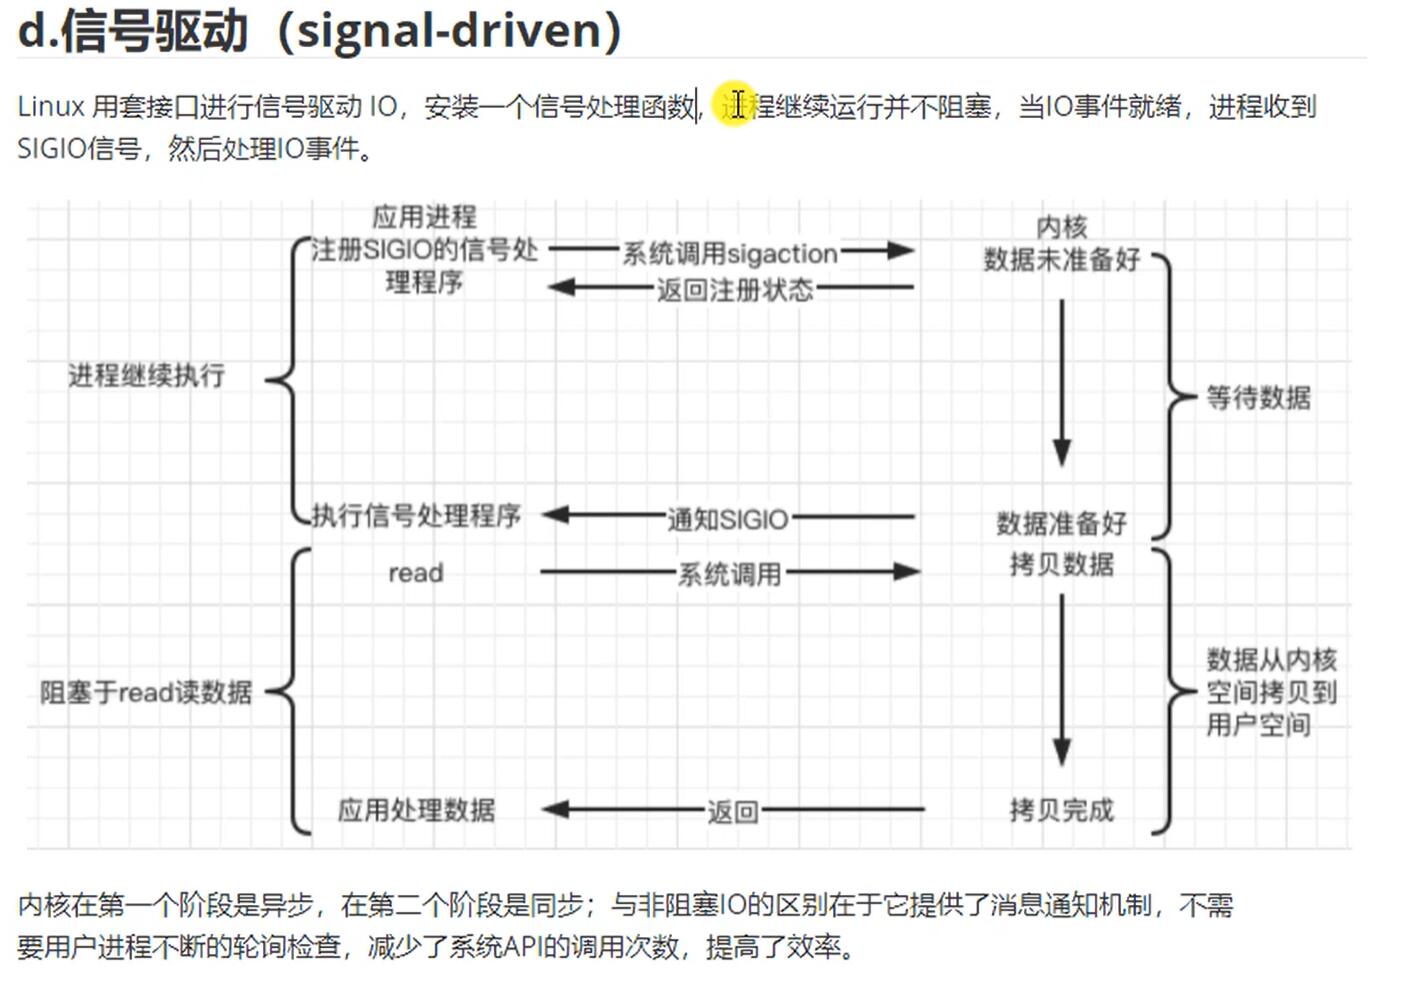 d.信号驱动（signal-driven）
Linux 用套接口进行信号驱动 IO，安装一个信号处理函数，进程继续运行并不阻塞，当IO事件就绪，进程收到
SIGIO信号，然后处理IO事件。
应用进程
内核
注册SIGIO的信号处
理程序
系统调用sigaction
数据未准备好
返回注册状态
进程继续执行
等待数据
执行信号处理程序
通知SIGIO
数据准备好
read
系统调用
拷贝数据
阻塞于read读数据
数据从内核
空间拷贝到
用户空间
应用处理数据
返回
拷贝完成
内核在第一个阶段是异步，在第二个阶段是同步；与非阻塞IO的区别在于它提供了消息通知机制，不需
要用户进程不断的轮询检查，减少了系统API的调用次数，提高了效率。